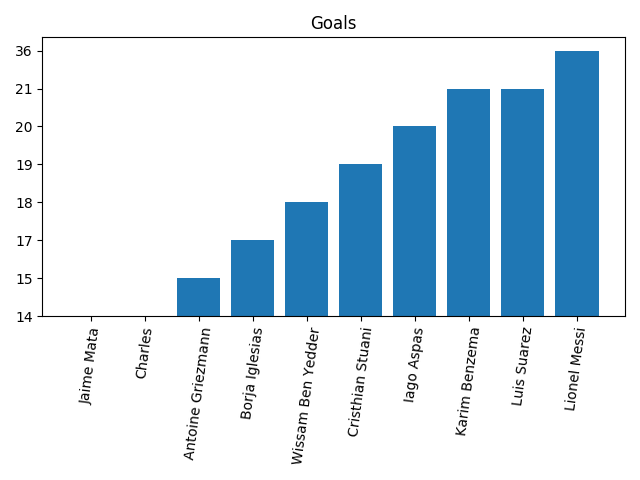 Goals
36
21
20
19
18
17
15
14
Jaime Mata
Charles
Antoine Griezmann
Borja Iglesias
Wissam Ben Yedder
Cristhian Stuani
Iago Aspas
Karim Benzema
Luis Suarez
Lionel Messi